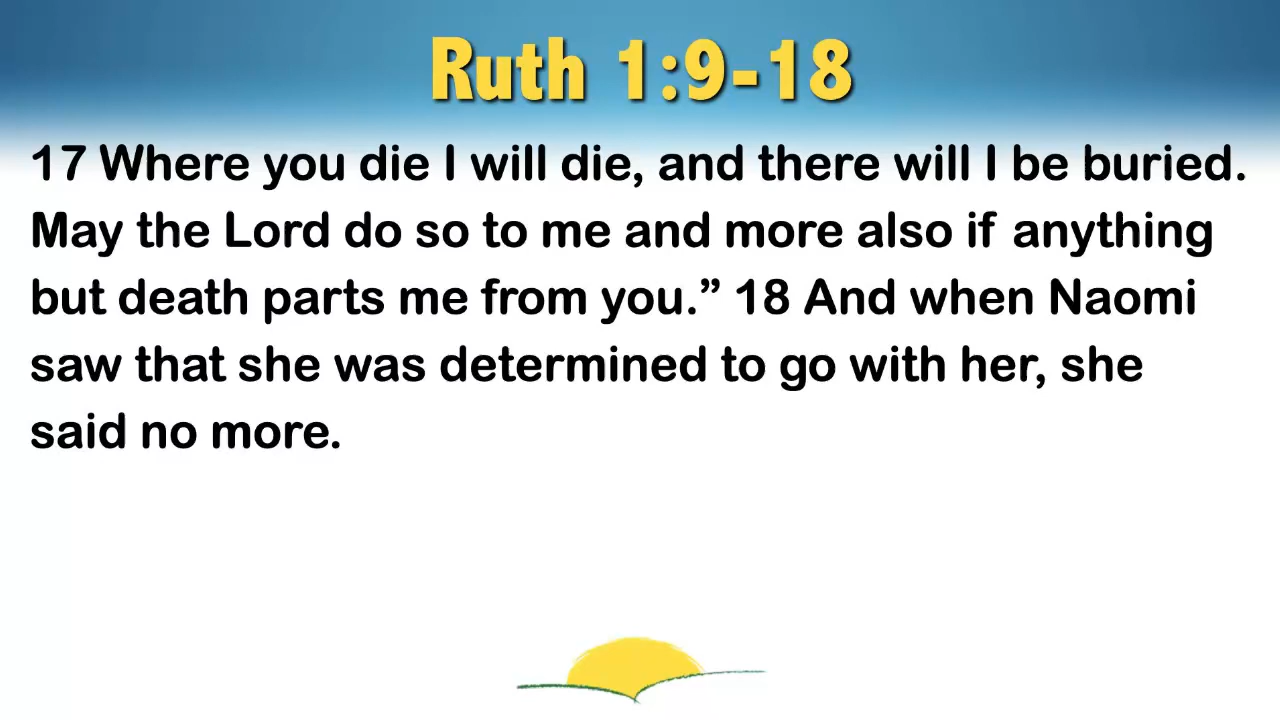 Ruth 1:9-18
17 Where you die I will die, and there will I be buried.
May the Lord do so to me and more also if anything
but death parts me from you.” 18 And when Naomi
saw that she was determined to go with her, she
said no more.